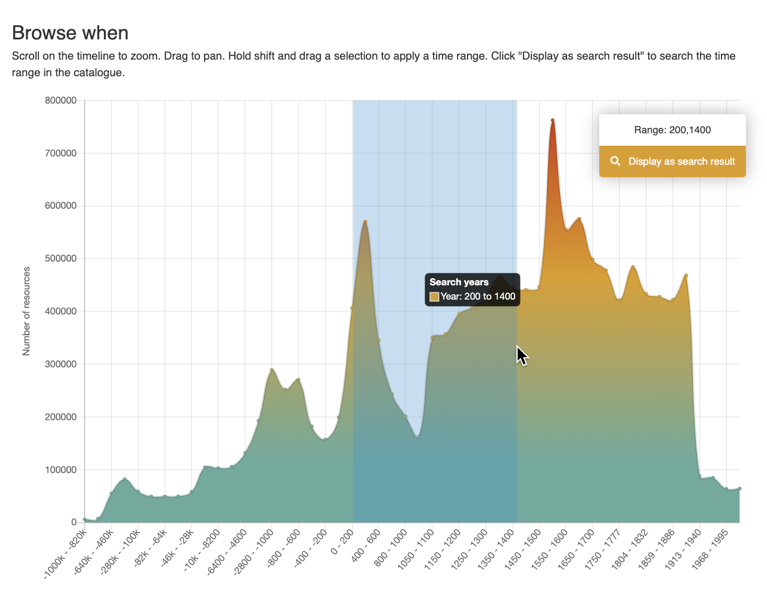 Browse when
Scroll on the timeline to zoom. Drag to pan. Hold shift and drag a selection to apply a time range. Click "Display as search result" to search the time
range in the catalogue.
800000
Range: 200,1400
Display as search result
700000
600000
500000
Search years
Year: 200 to 1400
400000
Number of resources
300000
200000
100000
0
-1000k - -820k
-640k - -460k
-280k - -100k
-82k - -64k
-46k - -28k
-10k - -8200
-6400 - -4600
-2800 - -1000
-800 - -600
-400 - -200
0 - 200
400 - 600
800 - 1000
1050 - 1100
1150 - 1200
1250 - 1300
1350 - 1400
1450 - 1500
1550 - 1600
1650 - 1700
1750 - 1777
1804 - 1832
1859 - 1886
1913 - 1940
1968 - 1995